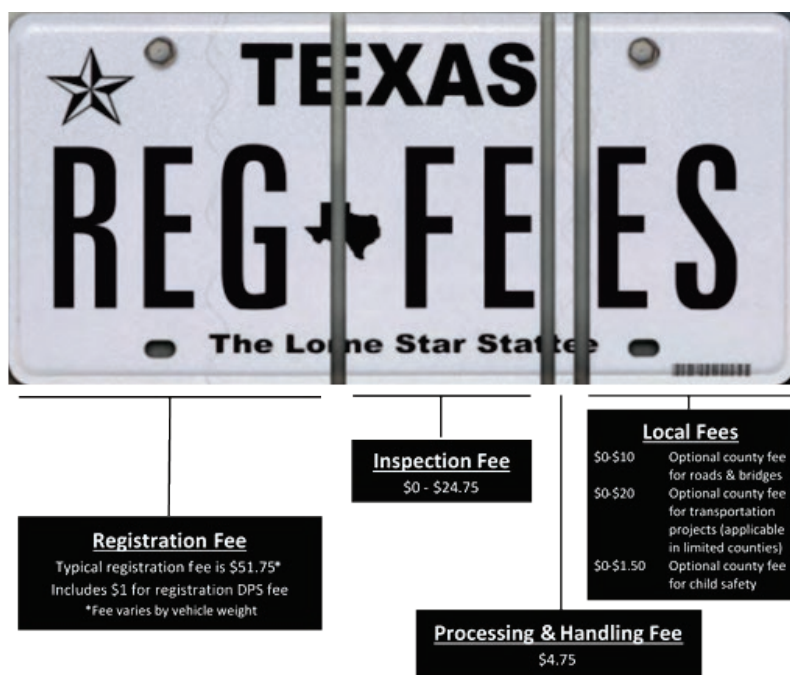 TEXAS
REG FEES
The Lone Star Stattee
Registration Fee
Typical registration fee is $51.75*
Includes $1 for registration DPS fee
*Fee varies by vehicle weight
Inspection Fee
$0 - $24.75
Processing & Handling Fee
$4.75
Local Fees
$0-$10 Optional county fee
for roads & bridges
$0-$20 Optional county fee
for transportation
projects (applicable
in limited counties)
$0-$1.50 Optional county fee
for child safety